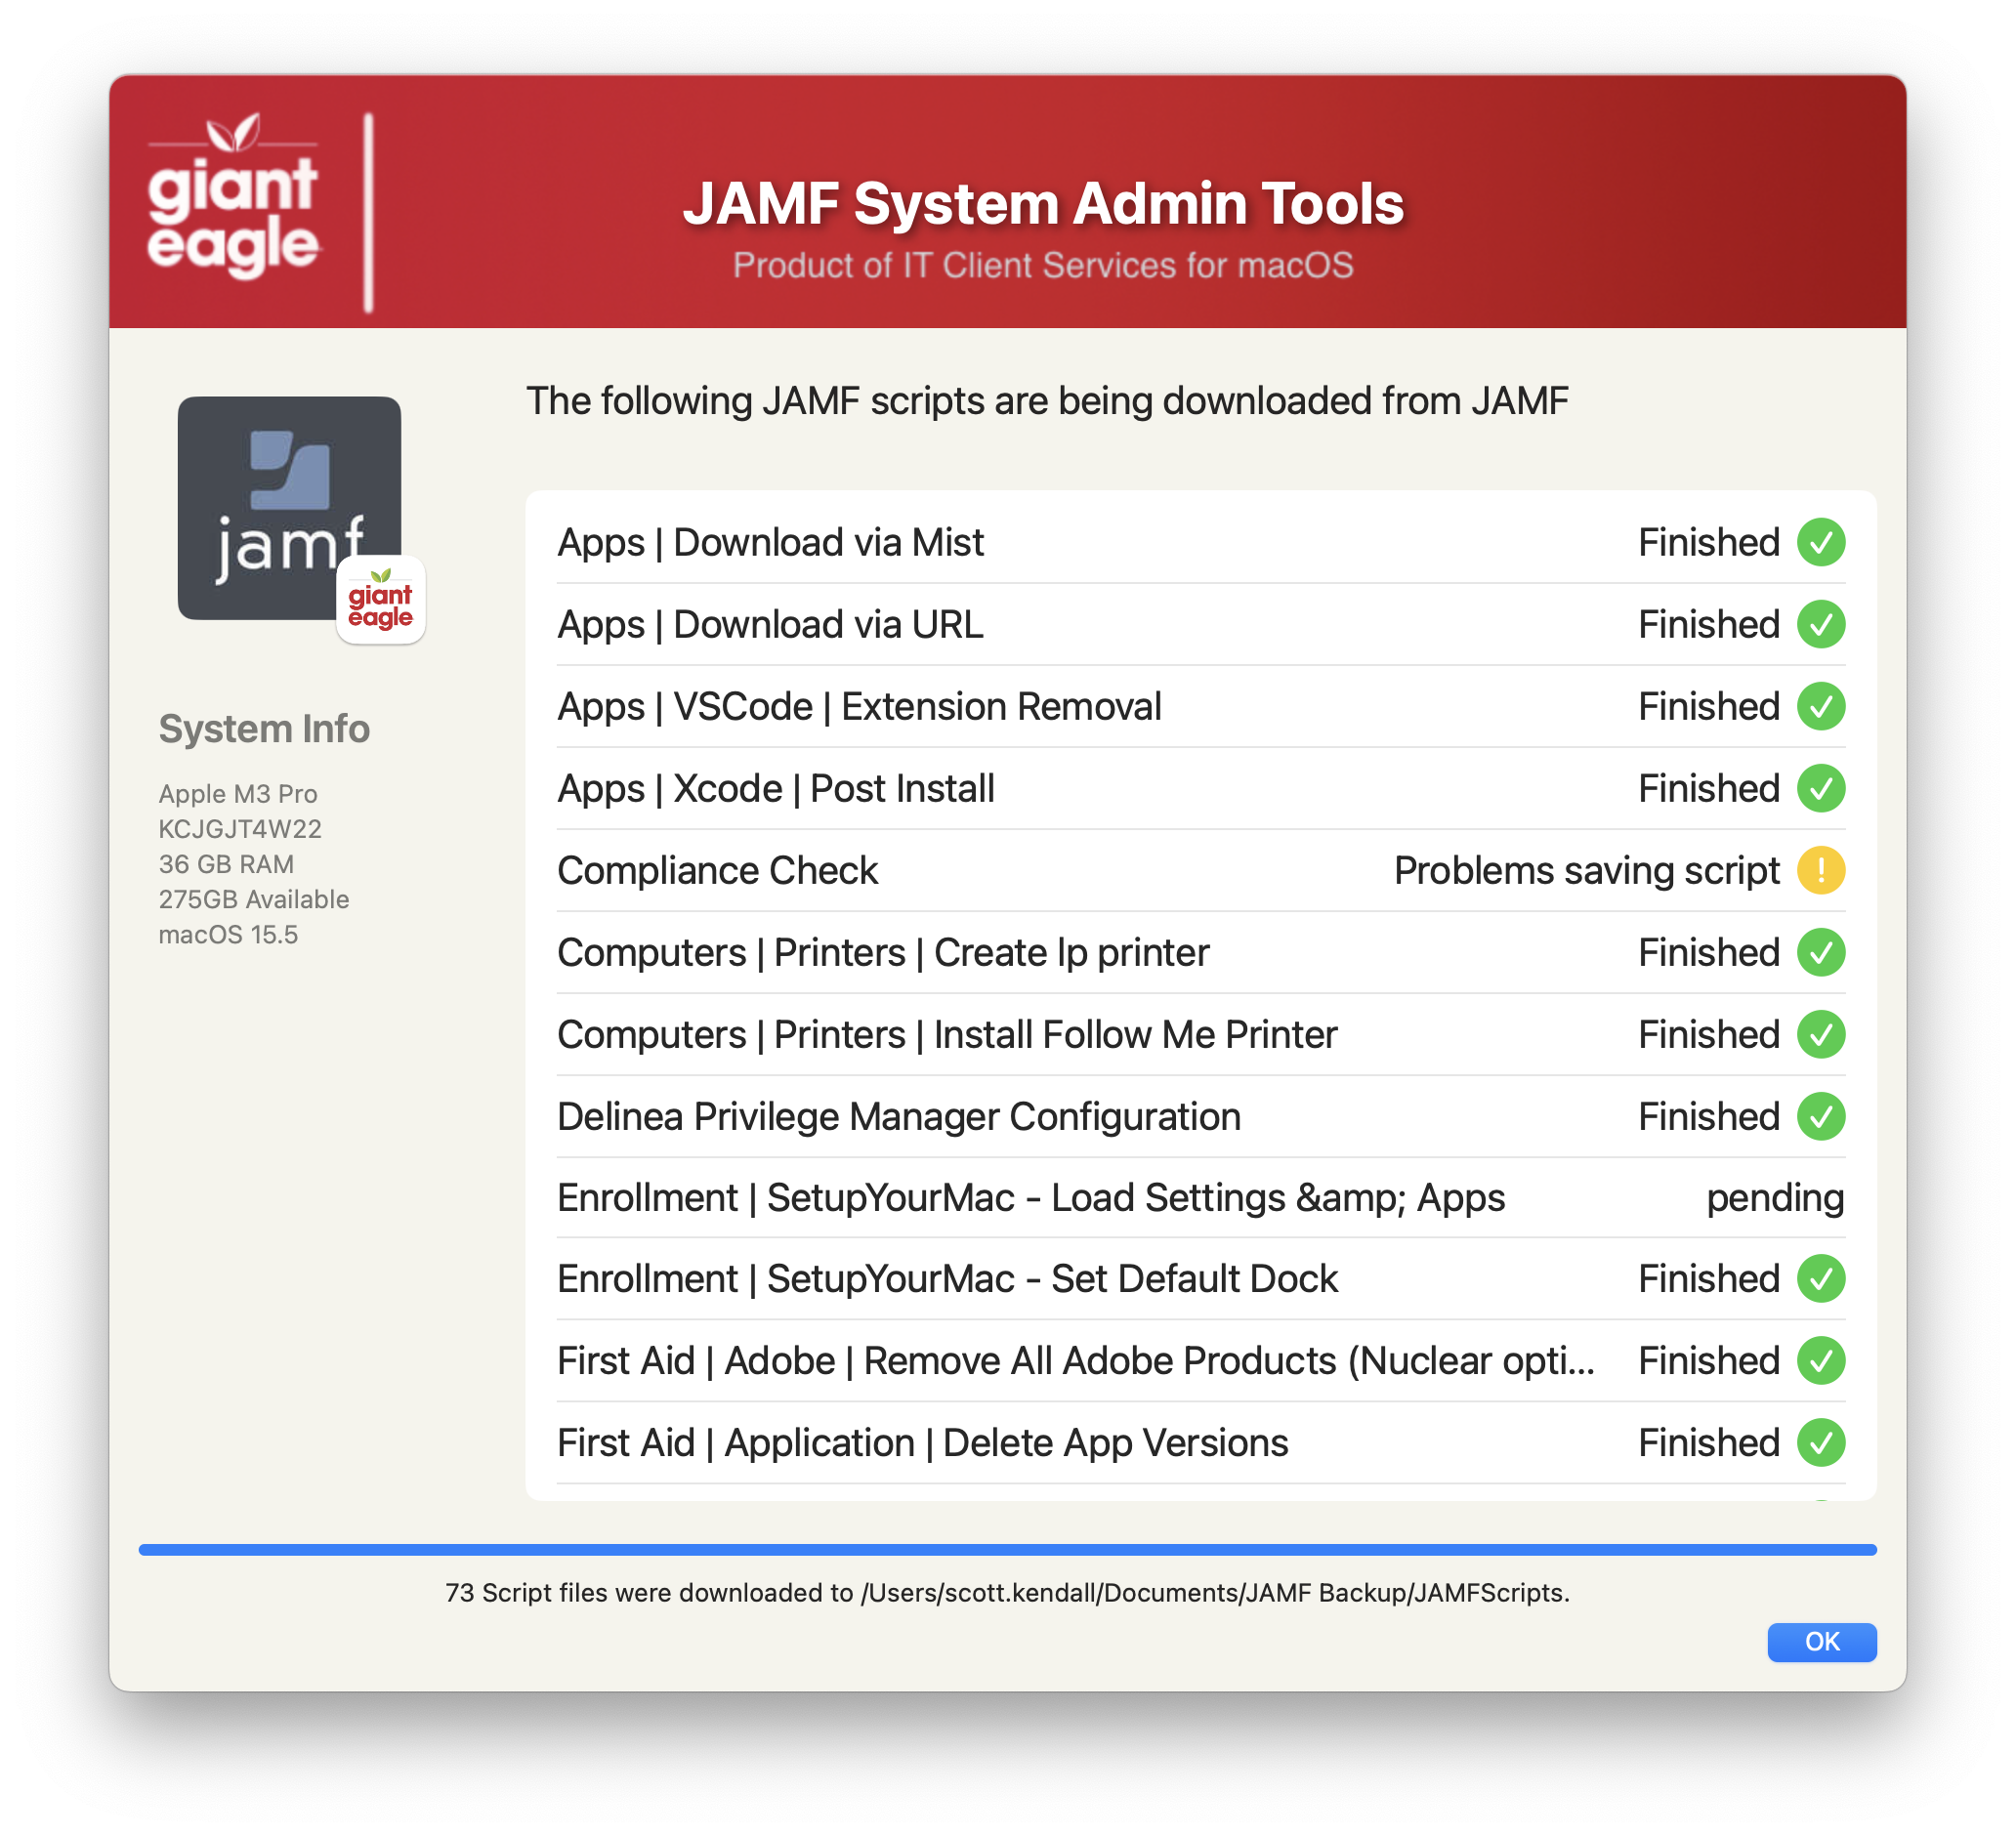 giant
eagle
JAMF System Admin Tools
Product of IT Client Services for macOS
jamf
giant
eagle
System Info
Apple M3 Pro
KCJGJT4W22
36 GB RAM
275GB Available
macOS 15.5
The following JAMF scripts are being downloaded from JAMF
Apps | Download via Mist Finished
Apps | Download via URL Finished
Apps | VSCode | Extension Removal Finished
Apps | Xcode | Post Install Finished
Compliance Check Problems saving script
Computers | Printers | Create lp printer Finished
Computers | Printers | Install Follow Me Printer Finished
Delinea Privilege Manager Configuration Finished
Enrollment | SetupYourMac - Load Settings &amp; Apps pending
Enrollment | SetupYourMac - Set Default Dock Finished
First Aid | Adobe | Remove All Adobe Products (Nuclear opti... Finished
First Aid | Application | Delete App Versions Finished
73 Script files were downloaded to /Users/scott.kendall/Documents/JAMF Backup/JAMFScripts.
OK